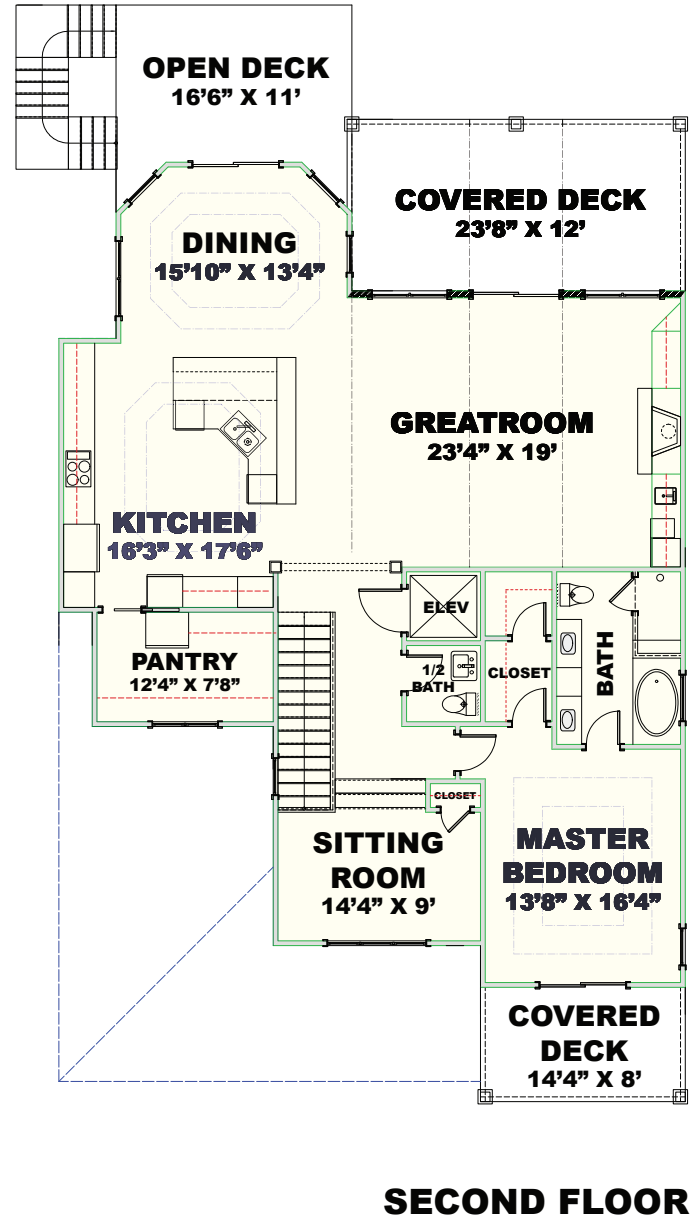 OPEN DECK
16'6” X 11'
COVERED DECK
23'8” X 12'
DINING
15'10” X 13'4”
GREATROOM
23'4” X 19'
KITCHEN
16'3” X 17'6”
ELEV
PANTRY
12'4” X 7'8”
1/2
BATH
CLOSET
BATH
CLOSET
SITTING
ROOM
14'4” X 9'
MASTER
BEDROOM
13'8” X 16'4”
COVERED
DECK
14'4” X 8'
SECOND FLOOR